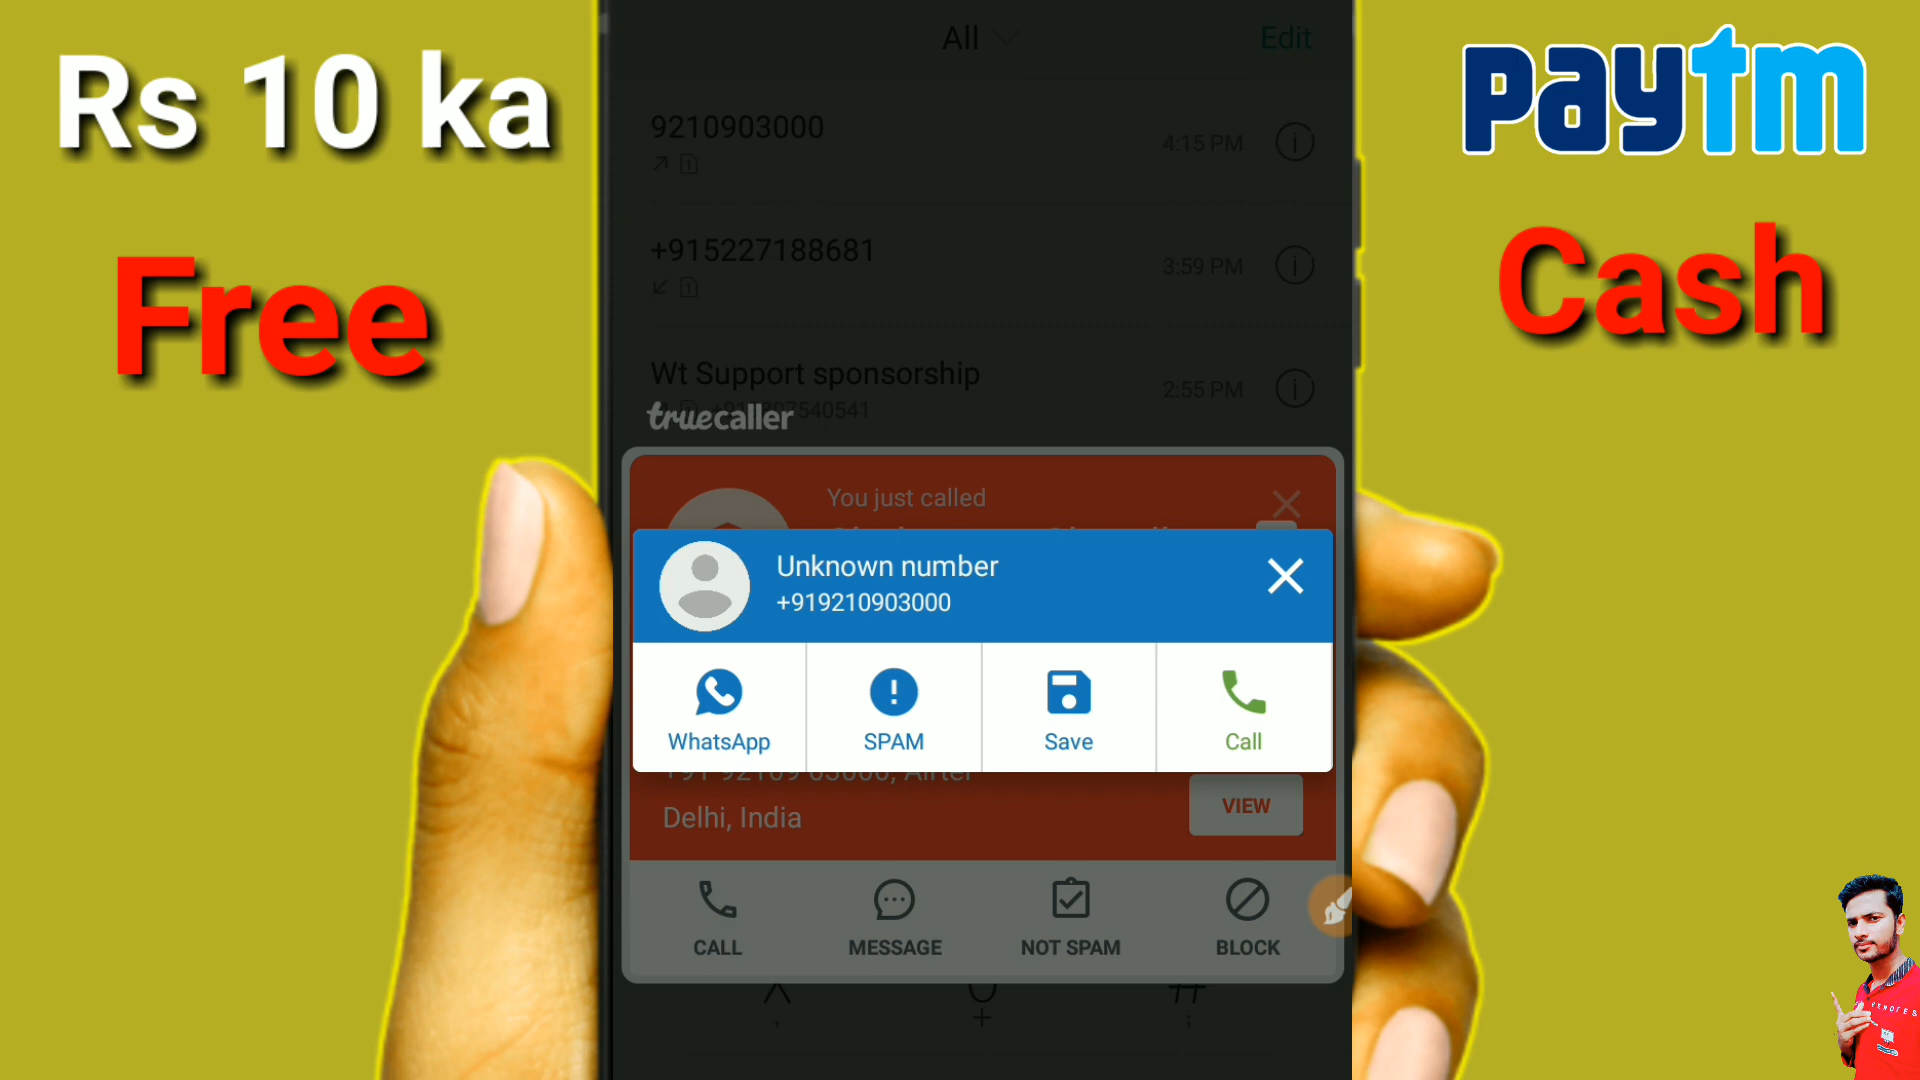 Rs 10 ka
Free
paytm
Cash
All
Edit
9210903000
4:15 PM
+915227188681
3:59 PM
Wt Support sponsorship
2:55 PM
truecaller
You just called
Unknown number
+919210903000
WhatsApp
SPAM
Save
Call
Delhi, India
VIEW
CALL
MESSAGE
NOT SPAM
BLOCK